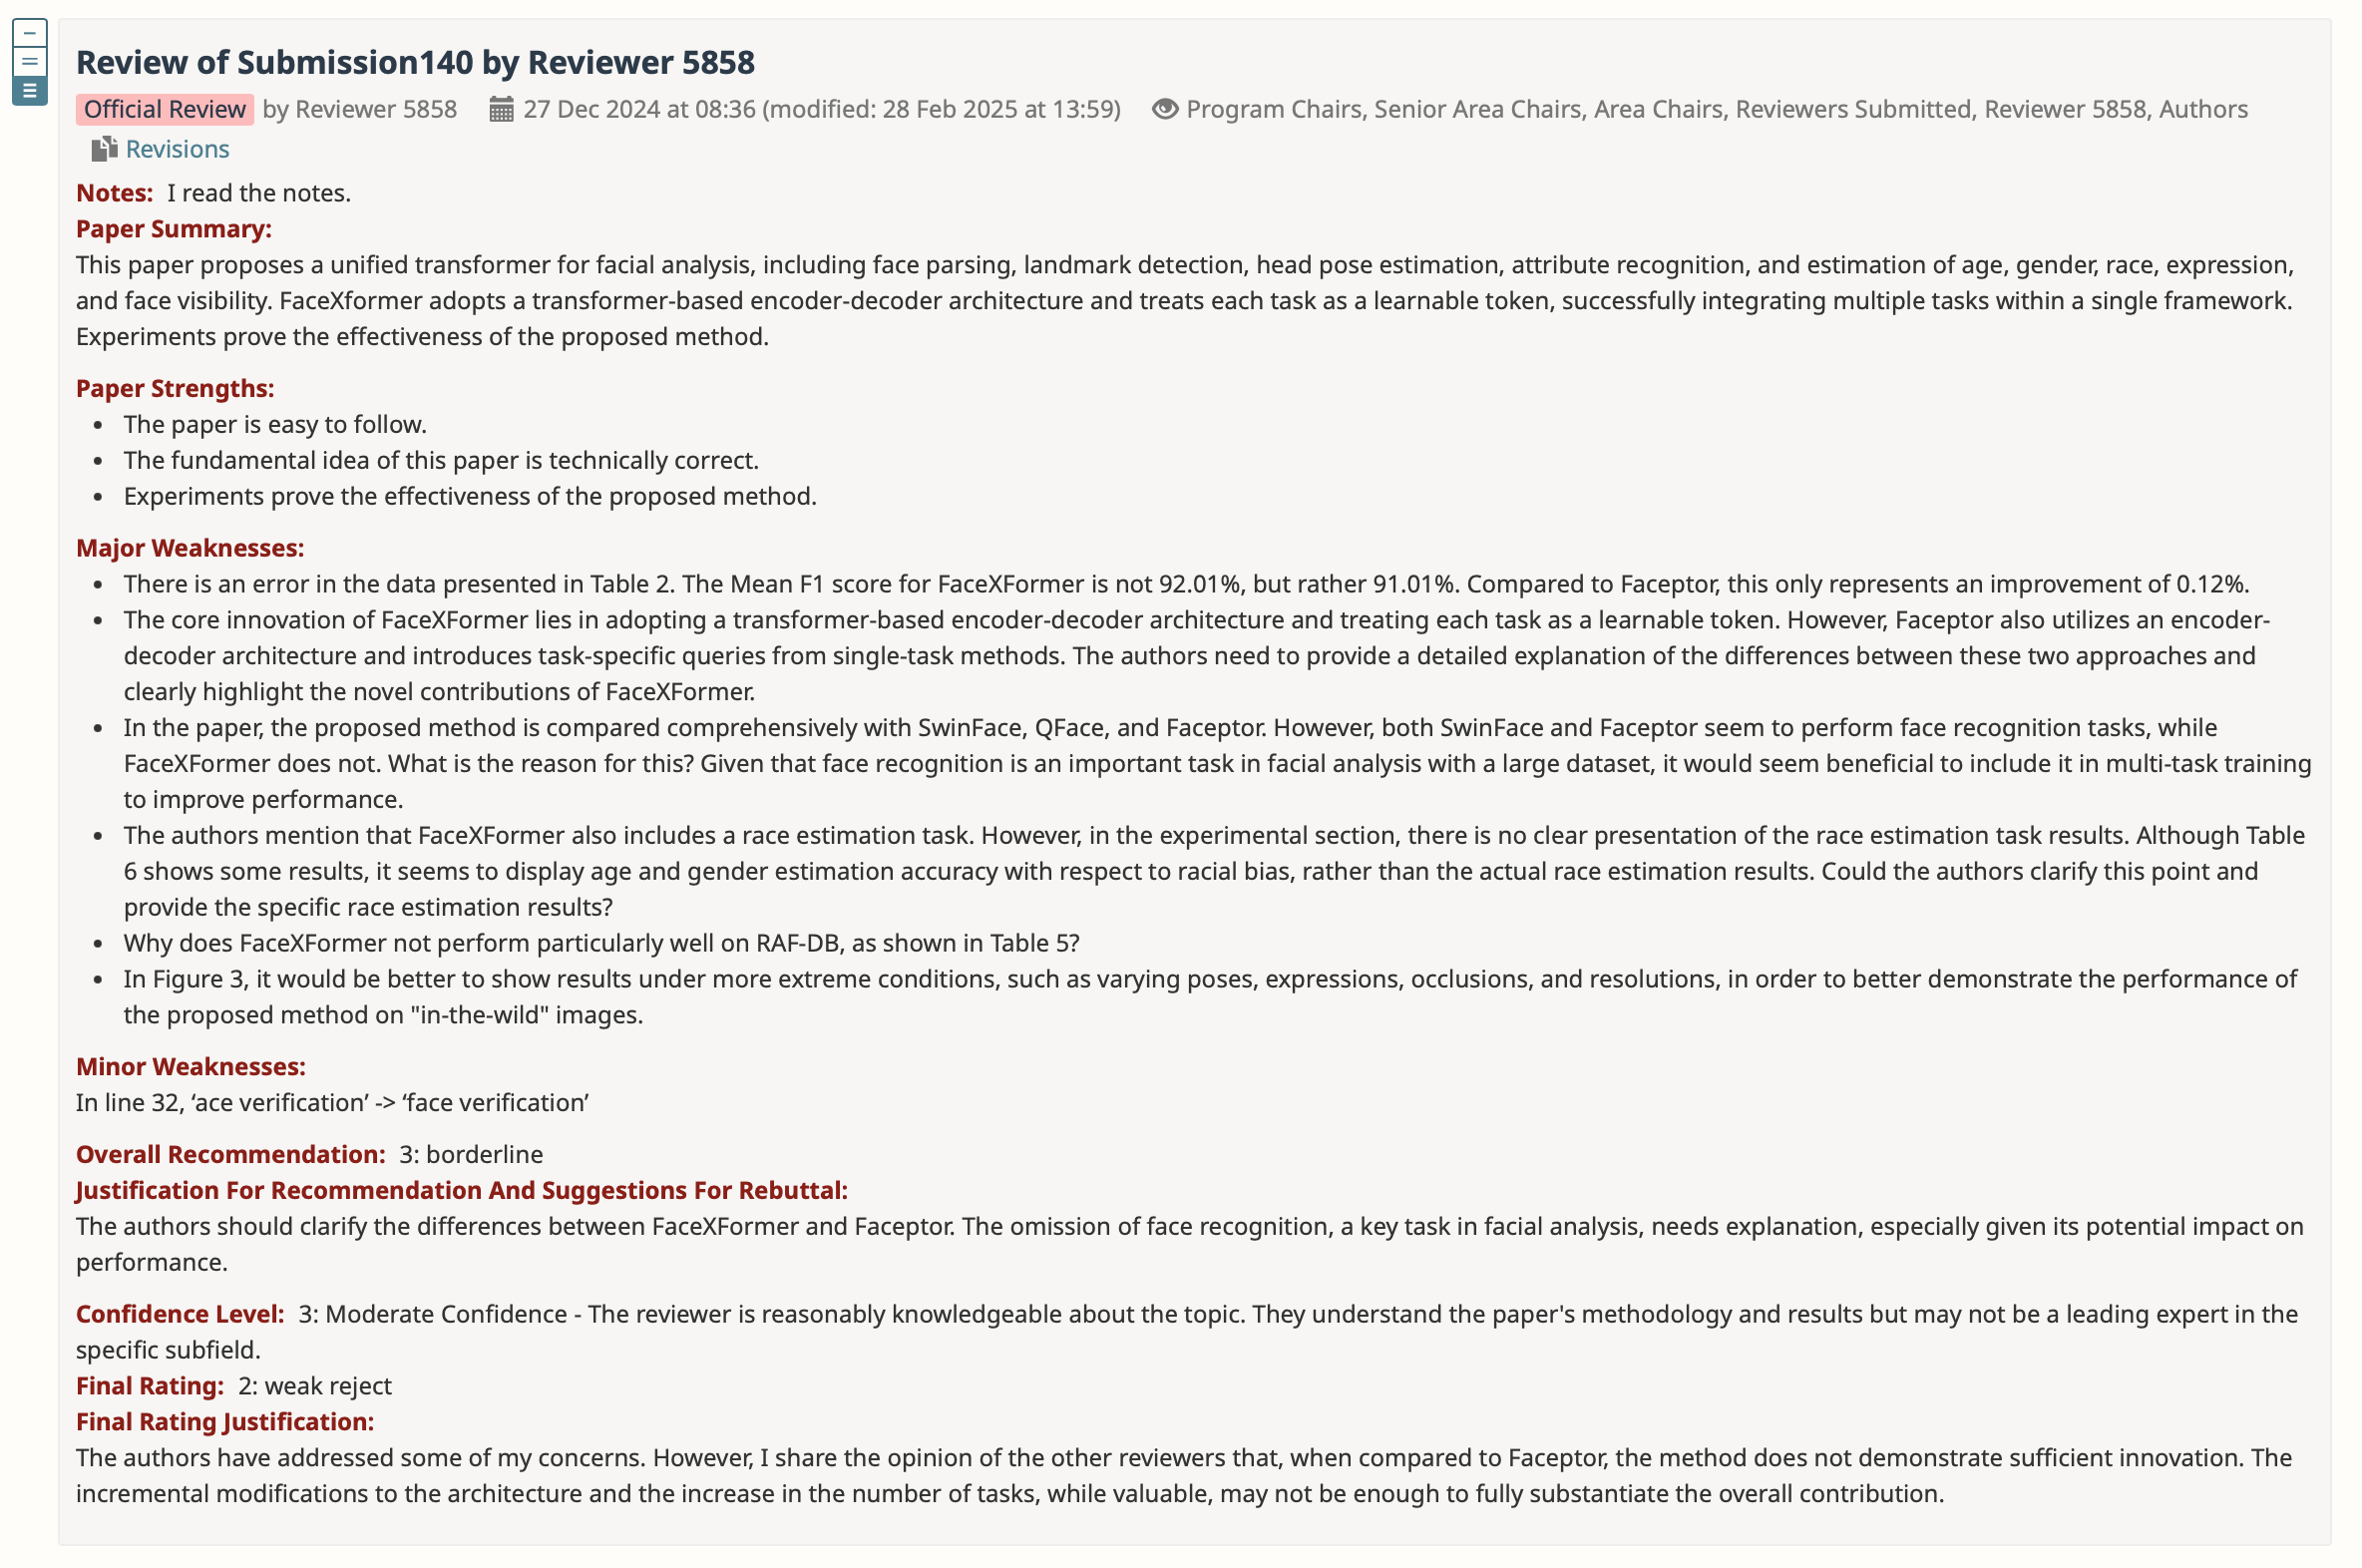 Review of Submission140 by Reviewer 5858
Official Review by Reviewer 5858 27 Dec 2024 at 08:36 (modified: 28 Feb 2025 at 13:59) Program Chairs, Senior Area Chairs, Area Chairs, Reviewers Submitted, Reviewer 5858, Authors
Revisions
Notes: I read the notes.
Paper Summary:
This paper proposes a unified transformer for facial analysis, including face parsing, landmark detection, head pose estimation, attribute recognition, and estimation of age, gender, race, expression,
and face visibility. FaceXformer adopts a transformer-based encoder-decoder architecture and treats each task as a learnable token, successfully integrating multiple tasks within a single framework.
Experiments prove the effectiveness of the proposed method.
Paper Strengths:
• The paper is easy to follow.
• The fundamental idea of this paper is technically correct.
• Experiments prove the effectiveness of the proposed method.
Major Weaknesses:
• There is an error in the data presented in Table 2. The Mean F1 score for FaceXFormer is not 92.01%, but rather 91.01%. Compared to Faceptor, this only represents an improvement of 0.12%.
• The core innovation of FaceXFormer lies in adopting a transformer-based encoder-decoder architecture and treating each task as a learnable token. However, Faceptor also utilizes an encoder-
decoder architecture and introduces task-specific queries from single-task methods. The authors need to provide a detailed explanation of the differences between these two approaches and
clearly highlight the novel contributions of FaceXFormer.
• In the paper, the proposed method is compared comprehensively with SwinFace, QFace, and Faceptor. However, both SwinFace and Faceptor seem to perform face recognition tasks, while
FaceXFormer does not. What is the reason for this? Given that face recognition is an important task in facial analysis with a large dataset, it would seem beneficial to include it in multi-task training
to improve performance.
• The authors mention that FaceXFormer also includes a race estimation task. However, in the experimental section, there is no clear presentation of the race estimation task results. Although Table
6 shows some results, it seems to display age and gender estimation accuracy with respect to racial bias, rather than the actual race estimation results. Could the authors clarify this point and
provide the specific race estimation results?
• Why does FaceXFormer not perform particularly well on RAF-DB, as shown in Table 5?
• In Figure 3, it would be better to show results under more extreme conditions, such as varying poses, expressions, occlusions, and resolutions, in order to better demonstrate the performance of
the proposed method on "in-the-wild" images.
Minor Weaknesses:
In line 32, ‘ace verification’ -> ‘face verification’
Overall Recommendation: 3: borderline
Justification For Recommendation And Suggestions For Rebuttal:
The authors should clarify the differences between FaceXFormer and Faceptor. The omission of face recognition, a key task in facial analysis, needs explanation, especially given its potential impact on
performance.
Confidence Level: 3: Moderate Confidence - The reviewer is reasonably knowledgeable about the topic. They understand the paper's methodology and results but may not be a leading expert in the
specific subfield.
Final Rating: 2: weak reject
Final Rating Justification:
The authors have addressed some of my concerns. However, I share the opinion of the other reviewers that, when compared to Faceptor, the method does not demonstrate sufficient innovation. The
incremental modifications to the architecture and the increase in the number of tasks, while valuable, may not be enough to fully substantiate the overall contribution.